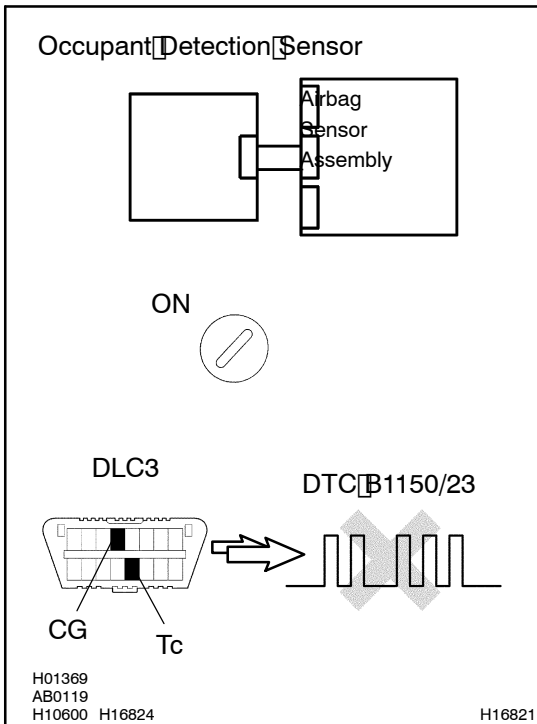 Occupant Detection Sensor
Airbag
Sensor
Assembly
ON
DLC3
DTC B1150/23
CG
Tc
H01369
AB0119
H10600 H16824
H16821